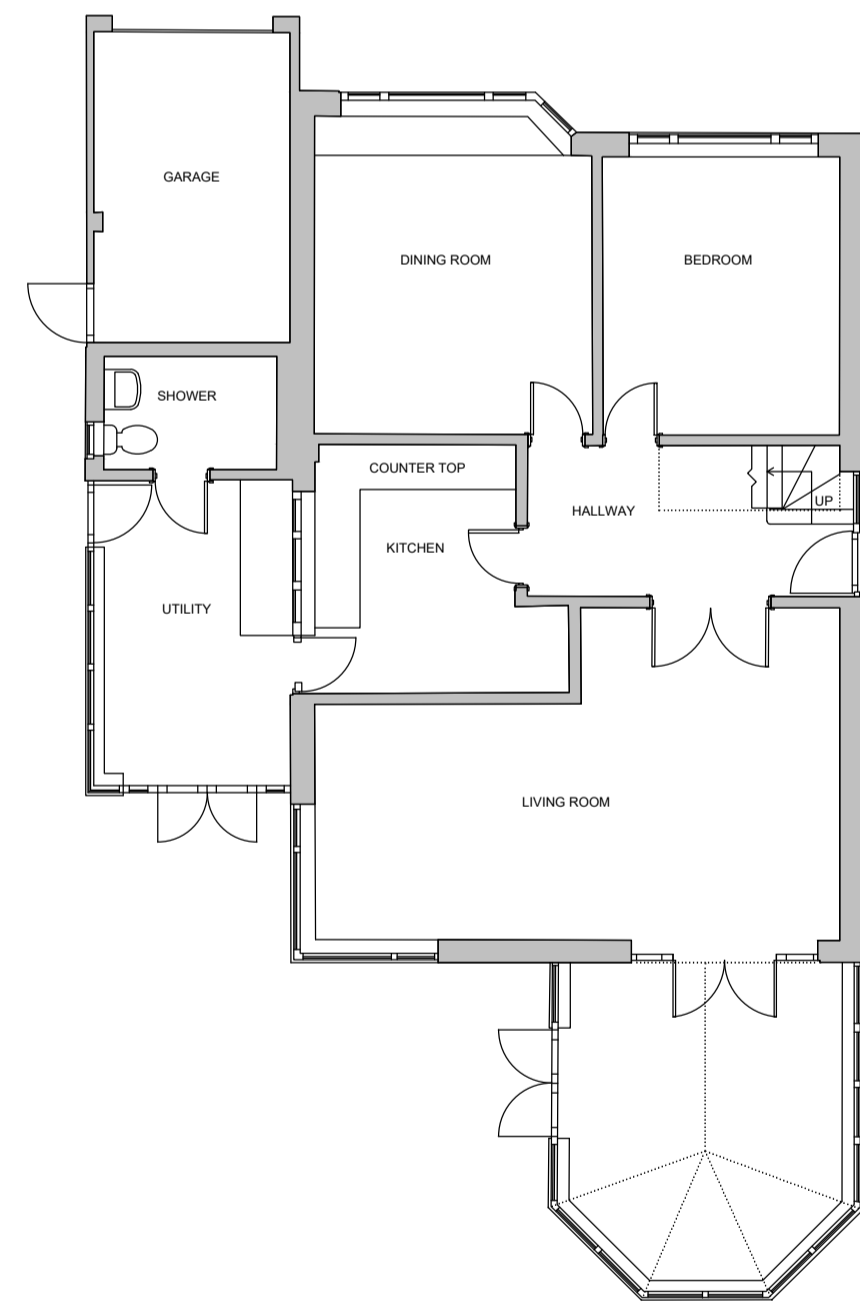 GARAGE
DINING ROOM
BEDROOM
SHOWER
COUNTER TOP
UP
HALLWAY
KITCHEN
UTILITY
LIVING ROOM